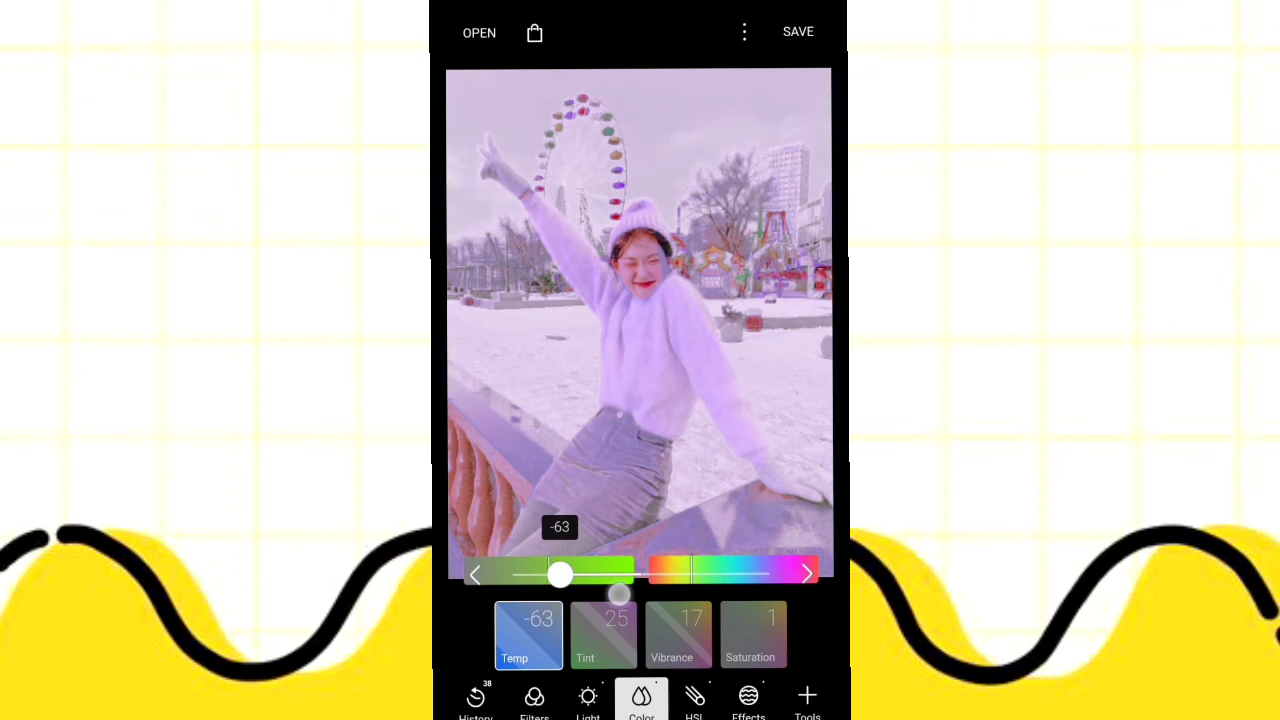 OPEN
SAVE
-63
-63
25
17
1
Temp
Tint
Vibrance
Saturation
38
History
Filters
Light
Color
HSL
Effects
Tools